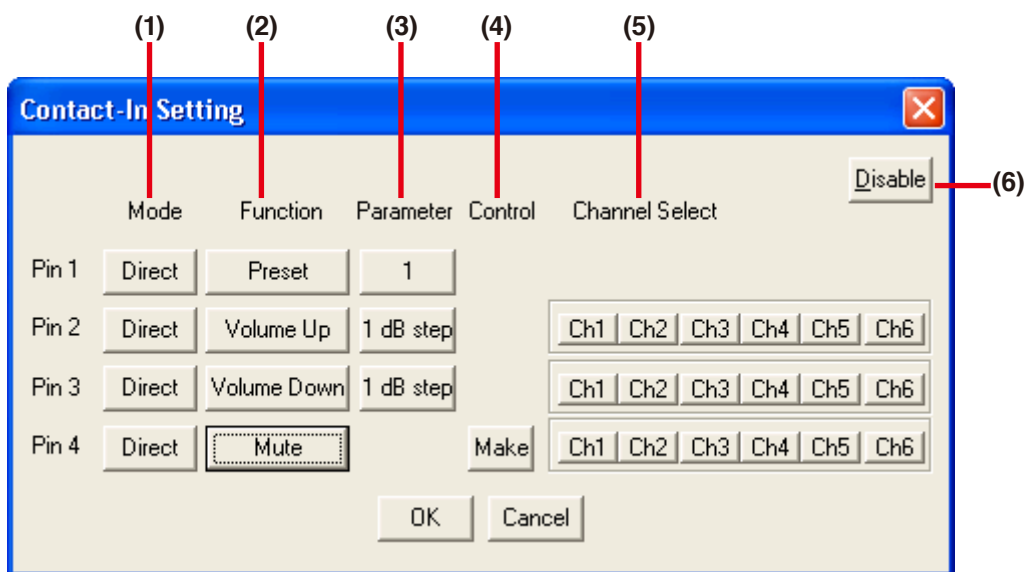 (1) (2) (3) (4) (5)
Contact-In Setting
Disable (6)
Mode Function Parameter Control Channel Select
Pin 1 Direct Preset 1
Pin 2 Direct Volume Up 1 dB step Ch1 Ch2 Ch3 Ch4 Ch5 Ch6
Pin 3 Direct Volume Down 1 dB step Ch1 Ch2 Ch3 Ch4 Ch5 Ch6
Pin 4 Direct Mute Make Ch1 Ch2 Ch3 Ch4 Ch5 Ch6
OK Cancel